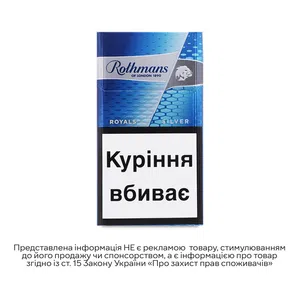 Rothmans
OF LONDON 1890
ROYALS SILVER
Куріння
вбиває
Представлена інформація НЕ є рекламою товару, стимулюванням
до його продажу чи спонсорством, а є інформацією про товар
згідно із ст. 15 Закону України «Про захист прав споживачів»